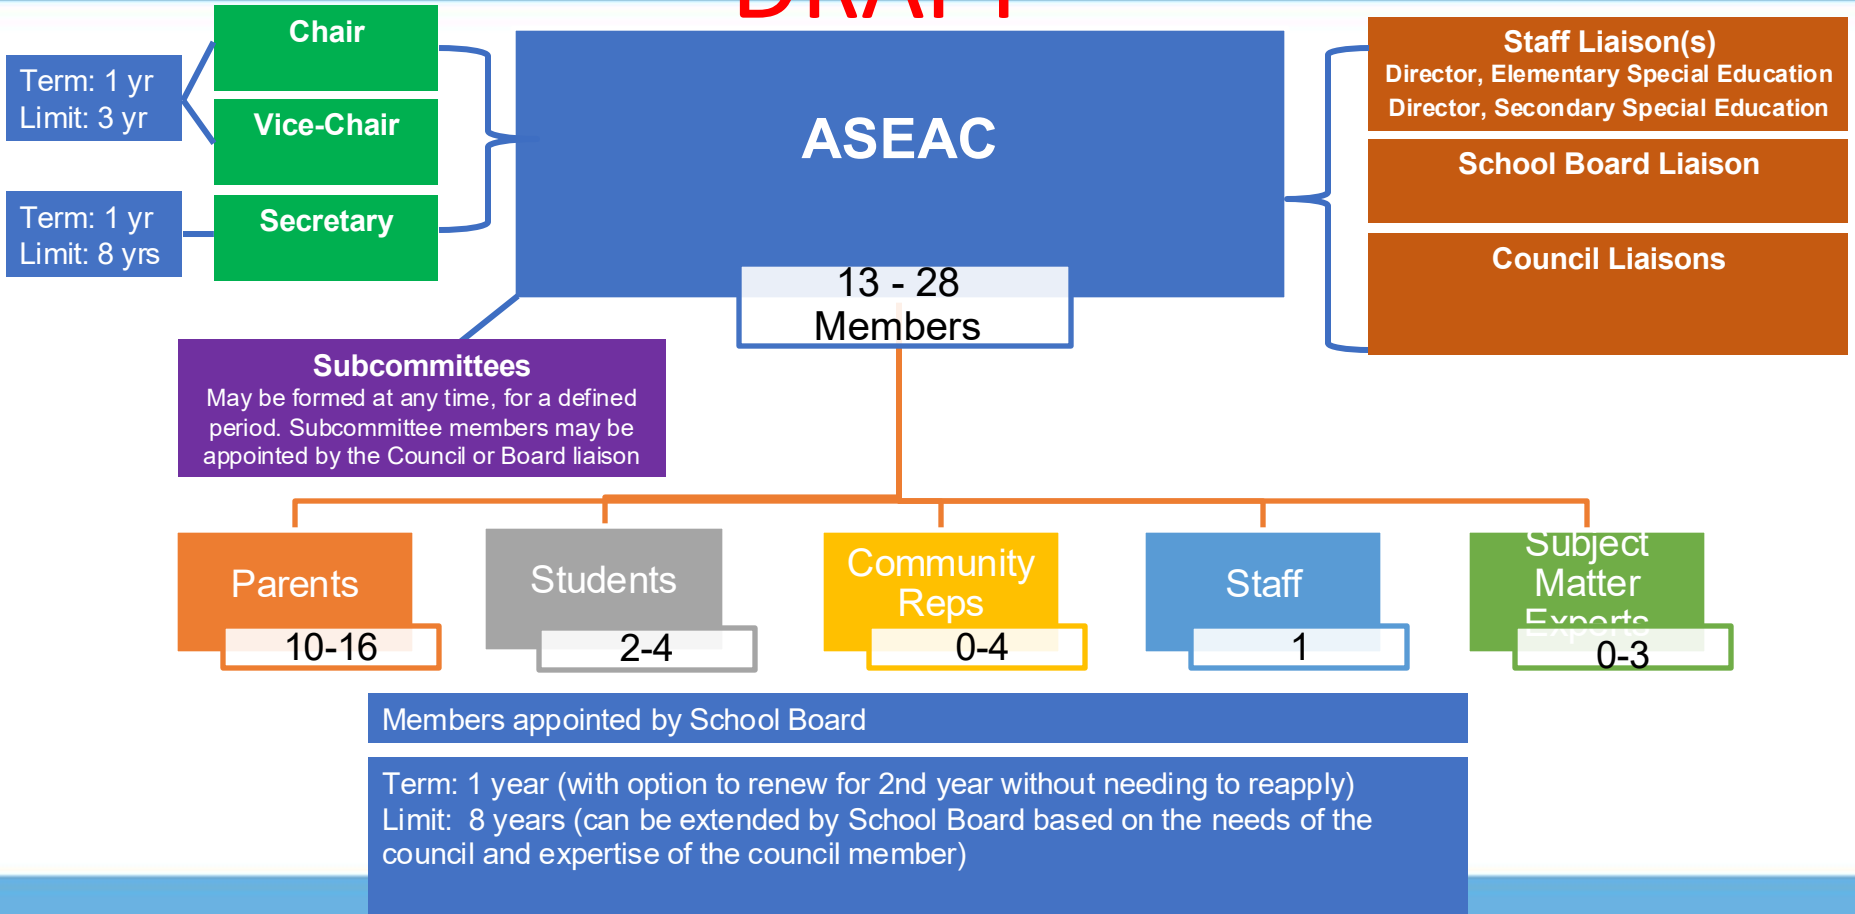 DRAFT
Chair
Term: 1 yr
Limit: 3 yr
Vice-Chair
Term: 1 yr
Limit: 8 yrs
Secretary
ASEAC
13 - 28
Members
Staff Liaison(s)
Director, Elementary Special Education
Director, Secondary Special Education
School Board Liaison
Council Liaisons
Subcommittees
May be formed at any time, for a defined
period. Subcommittee members may be
appointed by the Council or Board liaison
Parents
10-16
Students
2-4
Community
Reps
0-4
Staff
1
Subject
Matter
Experts
0-3
Members appointed by School Board
Term: 1 year (with option to renew for 2nd year without needing to reapply)
Limit:  8 years (can be extended by School Board based on the needs of the
council and expertise of the council member)